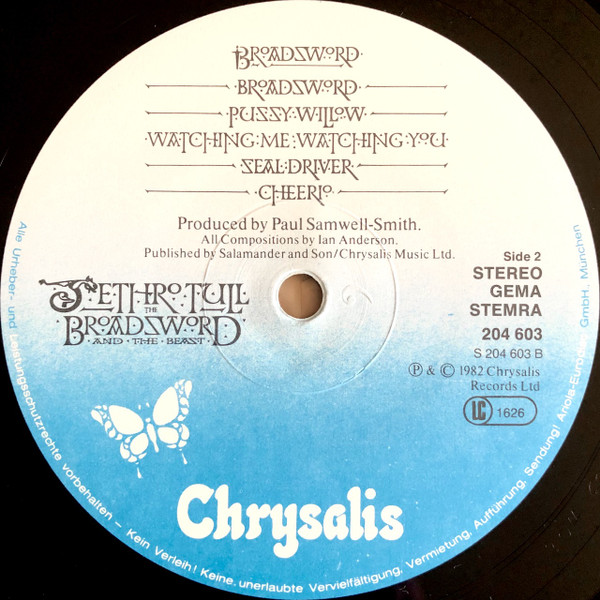 BROADSWORD
BROADSWORD
PUSSY WILLOW
WATCHING ME WATCHING YOU
SEAL DRIVER
CHEERIO
Produced by Paul Samwell-Smith.
All Compositions by Ian Anderson.
Published by Salamander and Son/Chrysalis Music Ltd.
Side 2
STEREO
GEMA
STEMRA
204 603
S 204 603 B
℗ & © 1982 Chrysalis
Records Ltd
LC 1626
JETHRO TULL
THE
BROADSWORD
AND THE BEAST
Chrysalis
Alle Urheber- und Leistungsschutzrechte vorbehalten – Kein Verleih! Keine unerlaubte Vervielfältigung, Vermietung, Aufführung, Sendung! Ariola-Eurodisc GmbH, München